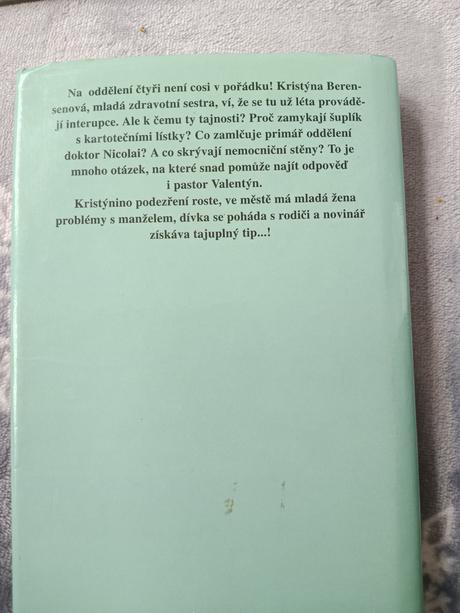 Na oddělení čtyři není cosi v pořádku! Kristýna Beren-
senová, mladá zdravotní sestra, ví, že se tu už léta provádě-
jí interupce. Ale k čemu ty tajnosti? Proč zamykají šuplík
s kartotečními lístky? Co zamlčuje primář oddělení
doktor Nicolai? A co skrývají nemocniční stěny? To je
mnoho otázek, na které snad pomůže najít odpověď
i pastor Valentýn.
Kristýnino podezření roste, ve městě má mladá žena
problémy s manželem, dívka se poháda s rodiči a novinář
získáva tajuplný tip...!